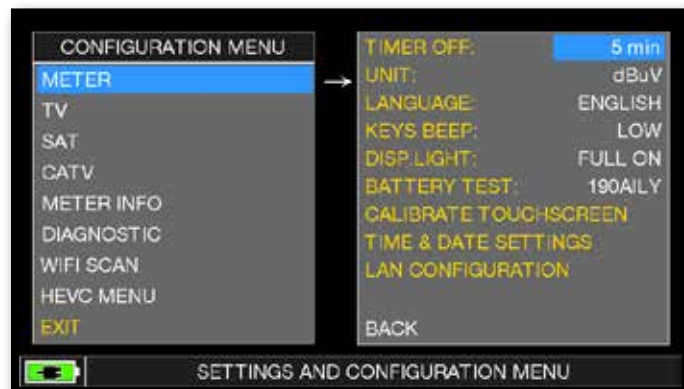 CONFIGURATION MENU
METER
TV
SAT
CATV
METER INFO
DIAGNOSTIC
WIFI SCAN
HEVC MENU
EXIT
→
TIMER OFF: 5 min
UNIT: dBuV
LANGUAGE: ENGLISH
KEYS BEEP: LOW
DISP.LIGHT: FULL ON
BATTERY TEST: 190AILY
CALIBRATE TOUCHSCREEN
TIME & DATE SETTINGS
LAN CONFIGURATION
BACK
SETTINGS AND CONFIGURATION MENU